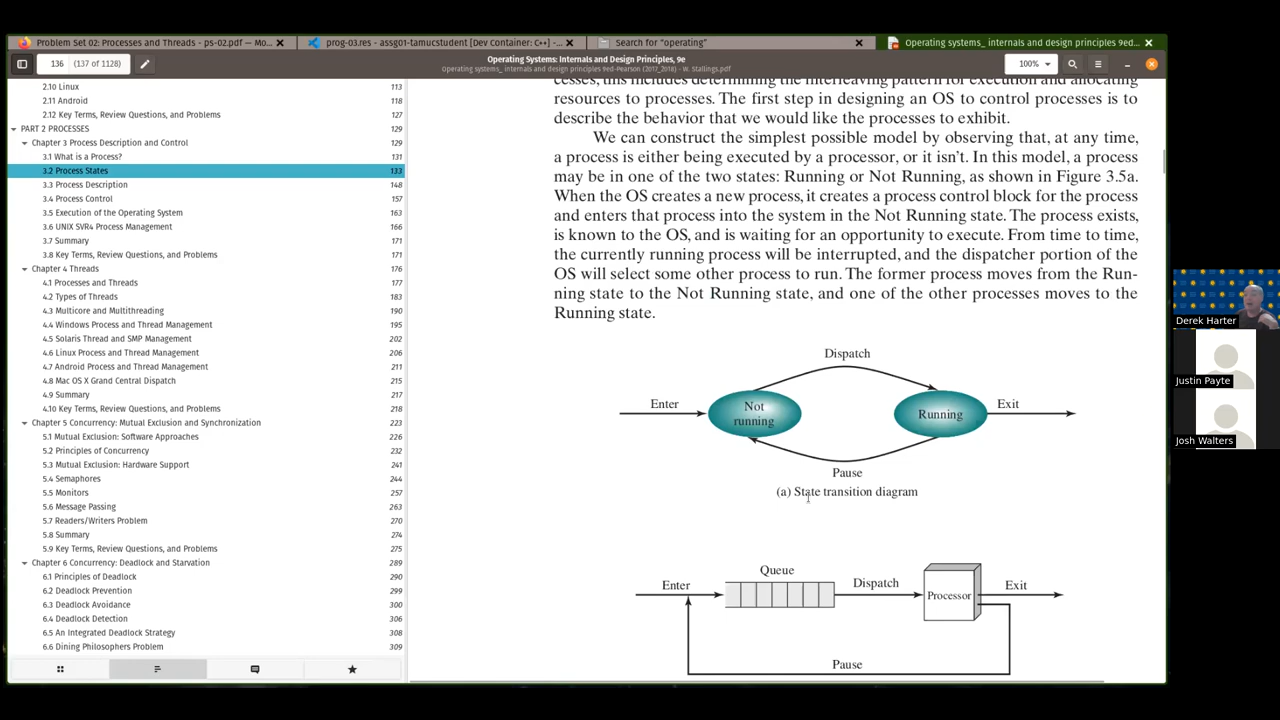 Problem Set 02: Processes and Threads - ps-02.pdf — Mo...
prog-03.res - assgn01-tamucstudent [Dev Container: C++] -...
Search for "operating"
Operating systems_ internals and design principles 9ed...
136
(137 of 1128)
Operating Systems: Internals and Design Principles, 9e
Operating systems_ internals and design principles 9ed-Pearson (2017_2018) - W. Stallings.pdf
100%
2.10 Linux 113
2.11 Android 118
2.12 Key Terms, Review Questions, and Problems 127
PART 2 PROCESSES 129
Chapter 3 Process Description and Control 129
3.1 What is a Process? 131
3.2 Process States 133
3.3 Process Description 148
3.4 Process Control 157
3.5 Execution of the Operating System 163
3.6 UNIX SVR4 Process Management 166
3.7 Summary 171
3.8 Key Terms, Review Questions, and Problems 171
Chapter 4 Threads 176
4.1 Processes and Threads 177
4.2 Types of Threads 183
4.3 Multicore and Multithreading 190
4.4 Windows Process and Thread Management 195
4.5 Solaris Thread and SMP Management 202
4.6 Linux Process and Thread Management 206
4.7 Android Process and Thread Management 211
4.8 Mac OS X Grand Central Dispatch 215
4.9 Summary 217
4.10 Key Terms, Review Questions, and Problems 218
Chapter 5 Concurrency: Mutual Exclusion and Synchronization 223
5.1 Mutual Exclusion: Software Approaches 226
5.2 Principles of Concurrency 232
5.3 Mutual Exclusion: Hardware Support 241
5.4 Semaphores 244
5.5 Monitors 257
5.6 Message Passing 263
5.7 Readers/Writers Problem 270
5.8 Summary 274
5.9 Key Terms, Review Questions, and Problems 275
Chapter 6 Concurrency: Deadlock and Starvation 289
6.1 Principles of Deadlock 290
6.2 Deadlock Prevention 299
6.3 Deadlock Avoidance 300
6.4 Deadlock Detection 306
6.5 An Integrated Deadlock Strategy 308
6.6 Dining Philosophers Problem 309
cesses, this includes determining the interleaving pattern for execution and allocating
resources to processes. The first step in designing an OS to control processes is to
describe the behavior that we would like the processes to exhibit.
We can construct the simplest possible model by observing that, at any time,
a process is either being executed by a processor, or it isn't. In this model, a process
may be in one of the two states: Running or Not Running, as shown in Figure 3.5a.
When the OS creates a new process, it creates a process control block for the process
and enters that process into the system in the Not Running state. The process exists,
is known to the OS, and is waiting for an opportunity to execute. From time to time,
the currently running process will be interrupted, and the dispatcher portion of the
OS will select some other process to run. The former process moves from the Run-
ning state to the Not Running state, and one of the other processes moves to the
Running state.
Dispatch
Enter
Not
running
Running
Exit
Pause
(a) State transition diagram
Queue
Enter
Dispatch
Processor
Exit
Pause
Derek Harter
Justin Payte
Josh Walters